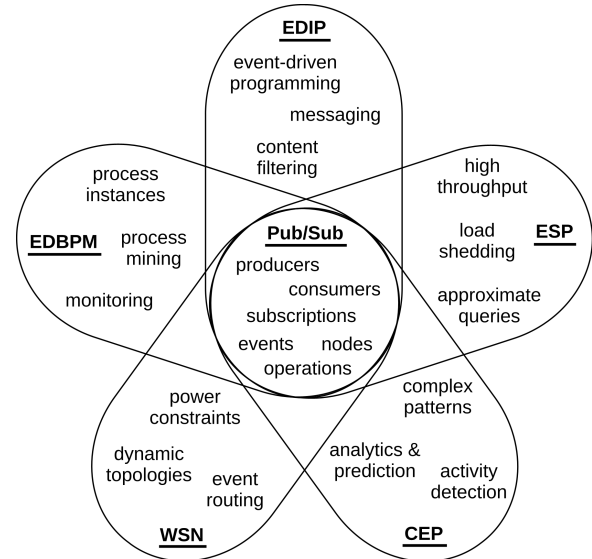 EDIP
event-driven
programming
messaging
content
filtering
process
instances
EDBPM
process
mining
monitoring
high
throughput
load
shedding
ESP
approximate
queries
Pub/Sub
producers
consumers
subscriptions
events nodes
operations
power
constraints
dynamic
topologies
event
routing
WSN
complex
patterns
analytics &
prediction
activity
detection
CEP